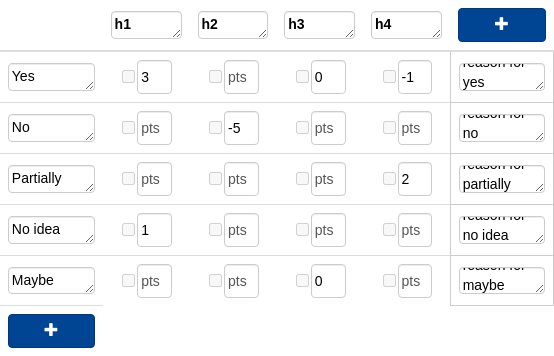 h1 h2 h3 h4
Yes 3 pts 0 -1 reason for yes
No pts -5 pts pts reason for no
Partially pts pts pts 2 reason for partially
No idea 1 pts pts pts reason for no idea
Maybe pts pts 0 pts reason for maybe